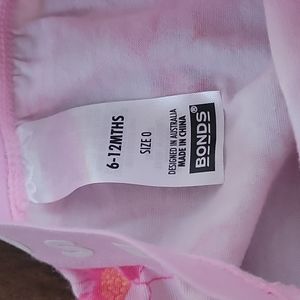 BONDS
DESIGNED IN AUSTRALIA
MADE IN CHINA
SIZE 0
6-12MTHS